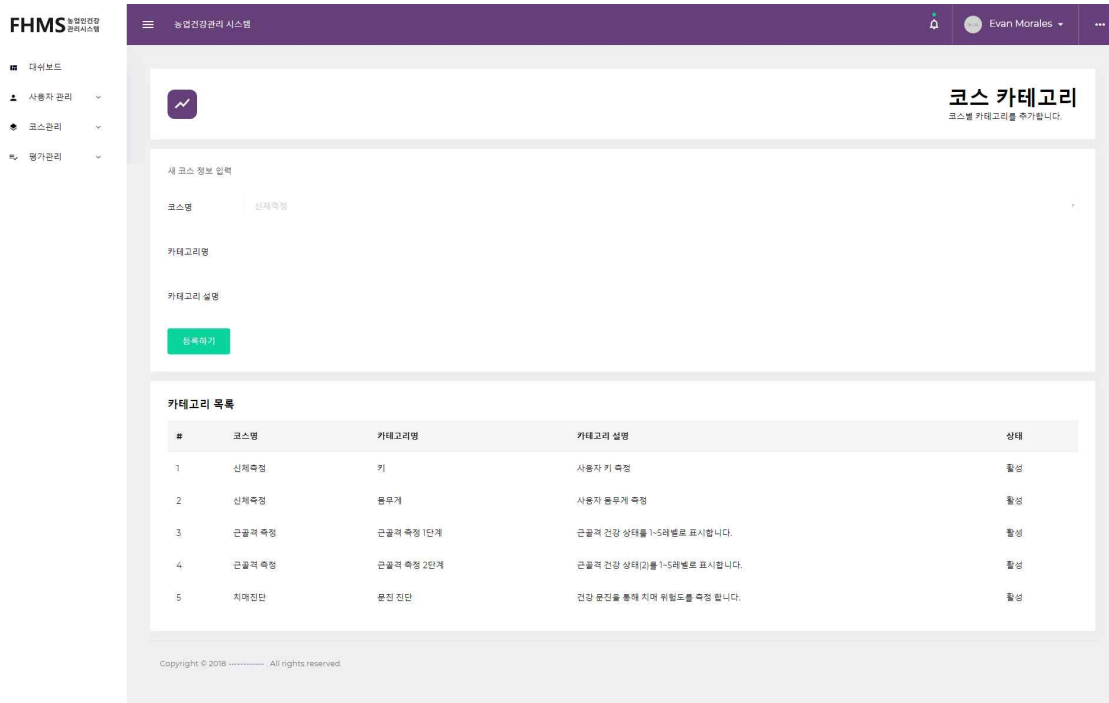 FHMS 농업인건강 관리시스템
농업건강관리 시스템
Evan Morales
대쉬보드
사용자 관리
코스관리
평가관리
코스 카테고리
코스별 카테고리를 추가합니다.
새 코스 정보 입력
코스명 신체측정
카테고리명
카테고리 설명
등록하기
카테고리 목록
# 코스명 카테고리명 카테고리 설명 상태
1 신체측정 키 사용자 키 측정 활성
2 신체측정 몸무게 사용자 몸무게 측정 활성
3 근골격 측정 근골격 측정 1단계 근골격 건강 상태를 1~5레벨로 표시합니다. 활성
4 근골격 측정 근골격 측정 2단계 근골격 건강 상태(2)를 1~5레벨로 표시합니다. 활성
5 치매진단 문진 진단 건강 문진을 통해 치매 위험도를 측정 합니다. 활성
Copyright © 2018 ------------ . All rights reserved.